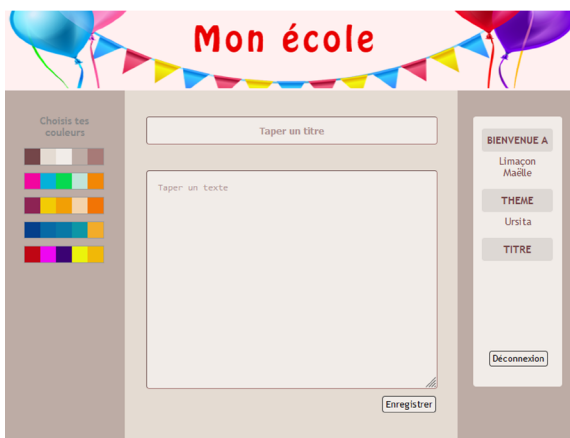 Mon école
Choisis tes
couleurs
Taper un titre
Taper un texte
Enregistrer
BIENVENUE A
Limaçon
Maëlle
THEME
Ursita
TITRE
Déconnexion